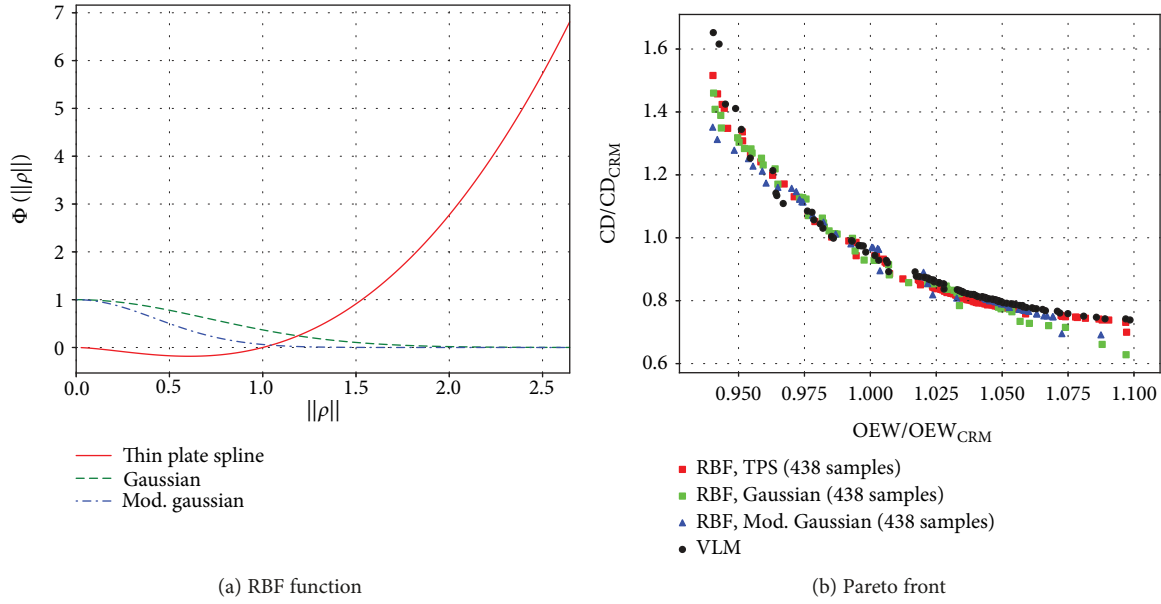 7
6
5
4
3
2
1
0
Φ (||ρ||)
0.0 0.5 1.0 1.5 2.0 2.5
||ρ||
Thin plate spline
Gaussian
Mod. gaussian
(a) RBF function
1.6
1.4
1.2
1.0
0.8
0.6
CD/CD_CRM
0.950 0.975 1.000 1.025 1.050 1.075 1.100
OEW/OEW_CRM
RBF, TPS (438 samples)
RBF, Gaussian (438 samples)
RBF, Mod. Gaussian (438 samples)
VLM
(b) Pareto front